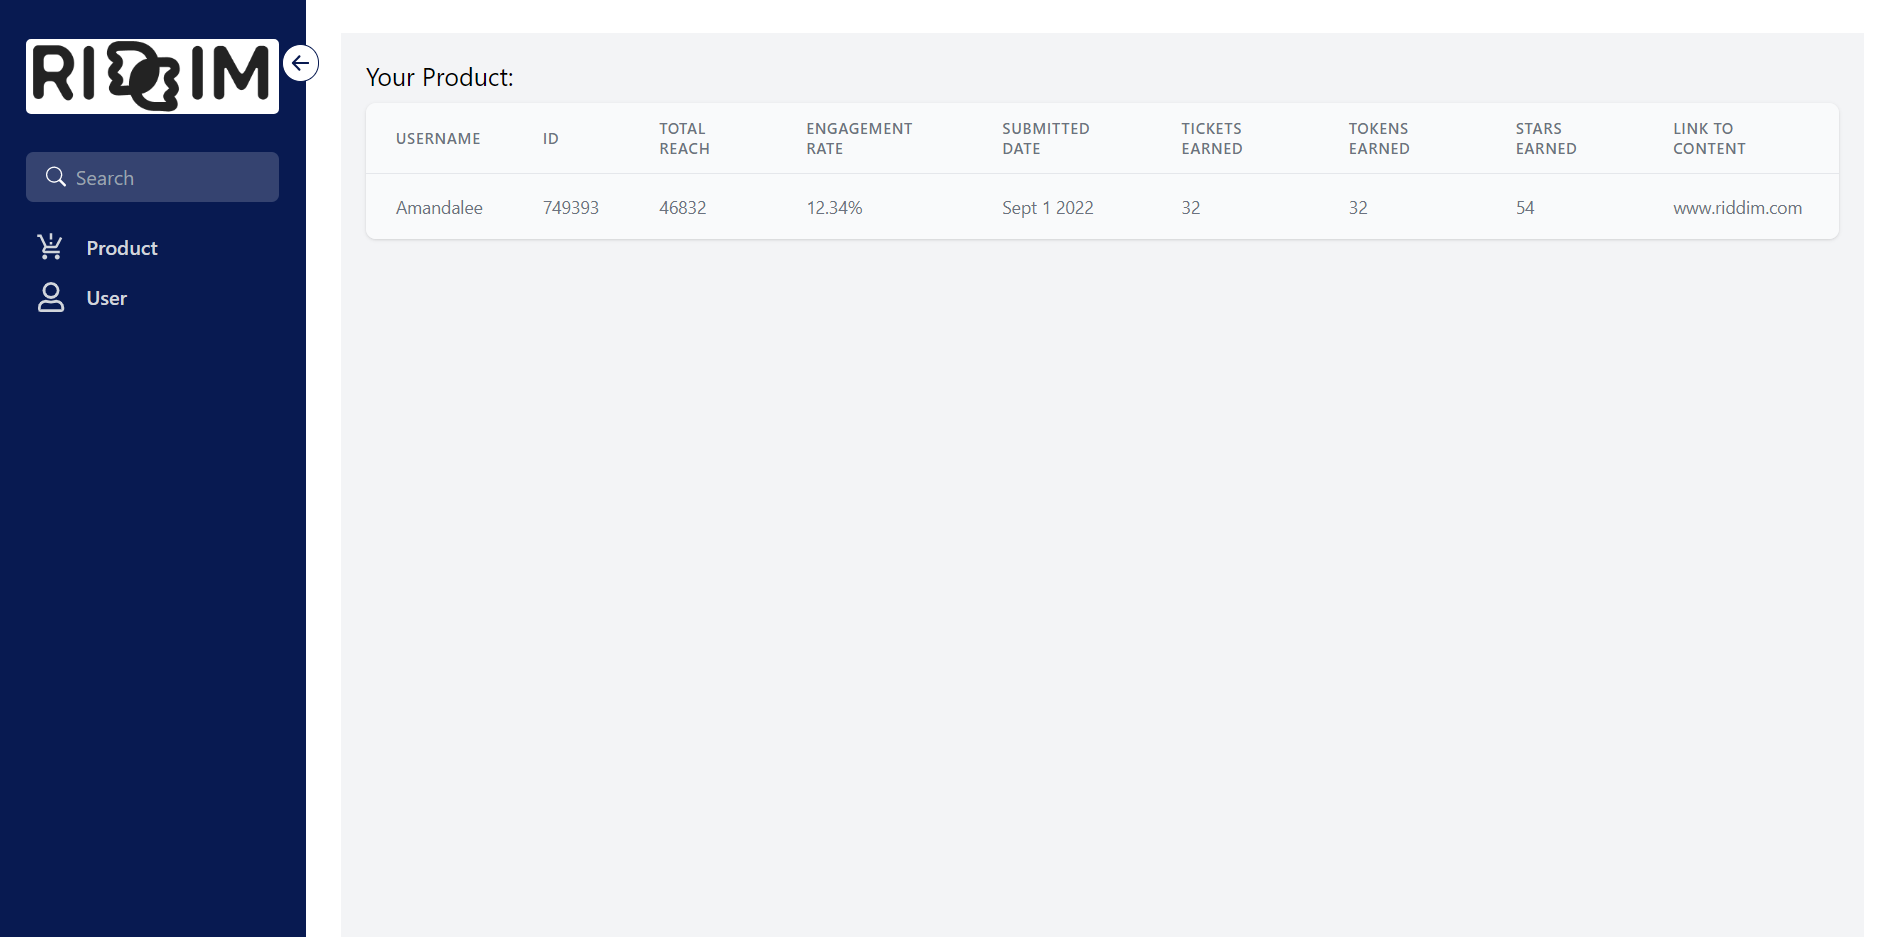 RIDDIM
Search
Product
User
Your Product:
USERNAME ID TOTAL REACH ENGAGEMENT RATE SUBMITTED DATE TICKETS EARNED TOKENS EARNED STARS EARNED LINK TO CONTENT
Amandalee 749393 46832 12.34% Sept 1 2022 32 32 54 www.riddim.com